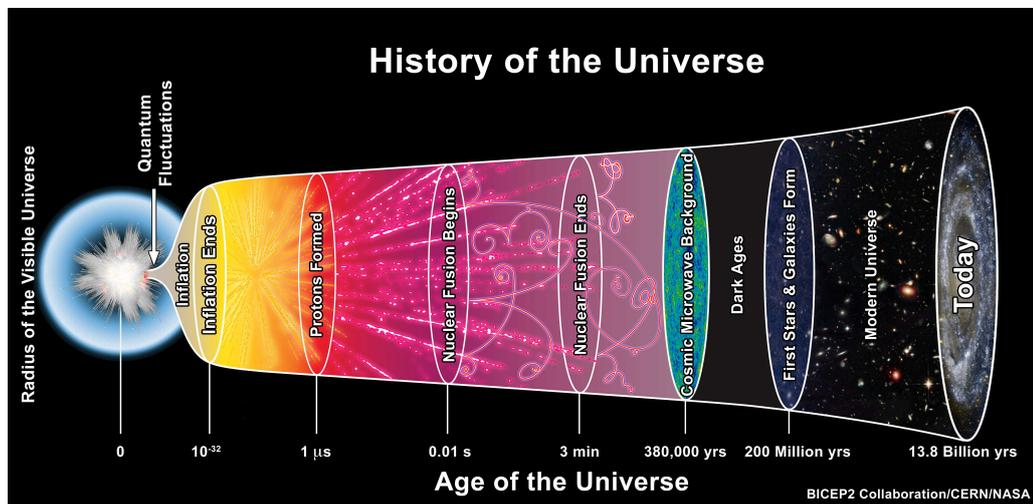 History of the Universe
Radius of the Visible Universe
Quantum
Fluctuations
Inflation
Inflation Ends
Protons Formed
Nuclear Fusion Begins
Nuclear Fusion Ends
Cosmic Microwave Background
Dark Ages
First Stars & Galaxies Form
Modern Universe
Today
0
10⁻³²
1 µs
0.01 s
3 min
380,000 yrs
200 Million yrs
13.8 Billion yrs
Age of the Universe
BICEP2 Collaboration/CERN/NASA